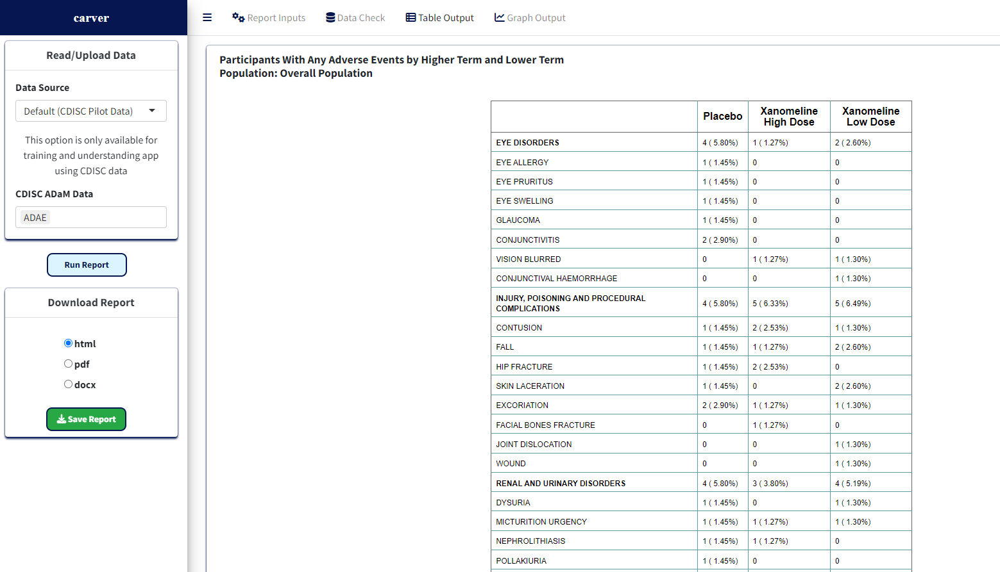 carver
Report Inputs
Data Check
Table Output
Graph Output
Read/Upload Data
Data Source
Default (CDISC Pilot Data)
This option is only available for
training and understanding app
using CDISC data
CDISC ADaM Data
ADAE
Run Report
Download Report
html
pdf
docx
Save Report
Participants With Any Adverse Events by Higher Term and Lower Term
Population: Overall Population
Placebo Xanomeline High Dose Xanomeline Low Dose
EYE DISORDERS 4 ( 5.80%) 1 ( 1.27%) 2 ( 2.60%)
EYE ALLERGY 1 ( 1.45%) 0 0
EYE PRURITUS 1 ( 1.45%) 0 0
EYE SWELLING 1 ( 1.45%) 0 0
GLAUCOMA 1 ( 1.45%) 0 0
CONJUNCTIVITIS 2 ( 2.90%) 0 0
VISION BLURRED 0 1 ( 1.27%) 1 ( 1.30%)
CONJUNCTIVAL HAEMORRHAGE 0 0 1 ( 1.30%)
INJURY, POISONING AND PROCEDURAL
COMPLICATIONS 4 ( 5.80%) 5 ( 6.33%) 5 ( 6.49%)
CONTUSION 1 ( 1.45%) 2 ( 2.53%) 1 ( 1.30%)
FALL 1 ( 1.45%) 1 ( 1.27%) 2 ( 2.60%)
HIP FRACTURE 1 ( 1.45%) 2 ( 2.53%) 0
SKIN LACERATION 1 ( 1.45%) 0 2 ( 2.60%)
EXCORIATION 2 ( 2.90%) 1 ( 1.27%) 1 ( 1.30%)
FACIAL BONES FRACTURE 0 1 ( 1.27%) 0
JOINT DISLOCATION 0 0 1 ( 1.30%)
WOUND 0 0 1 ( 1.30%)
RENAL AND URINARY DISORDERS 4 ( 5.80%) 3 ( 3.80%) 4 ( 5.19%)
DYSURIA 1 ( 1.45%) 0 1 ( 1.30%)
MICTURITION URGENCY 1 ( 1.45%) 1 ( 1.27%) 1 ( 1.30%)
NEPHROLITHIASIS 1 ( 1.45%) 1 ( 1.27%) 0
POLLAKIURIA 1 ( 1.45%) 0 0